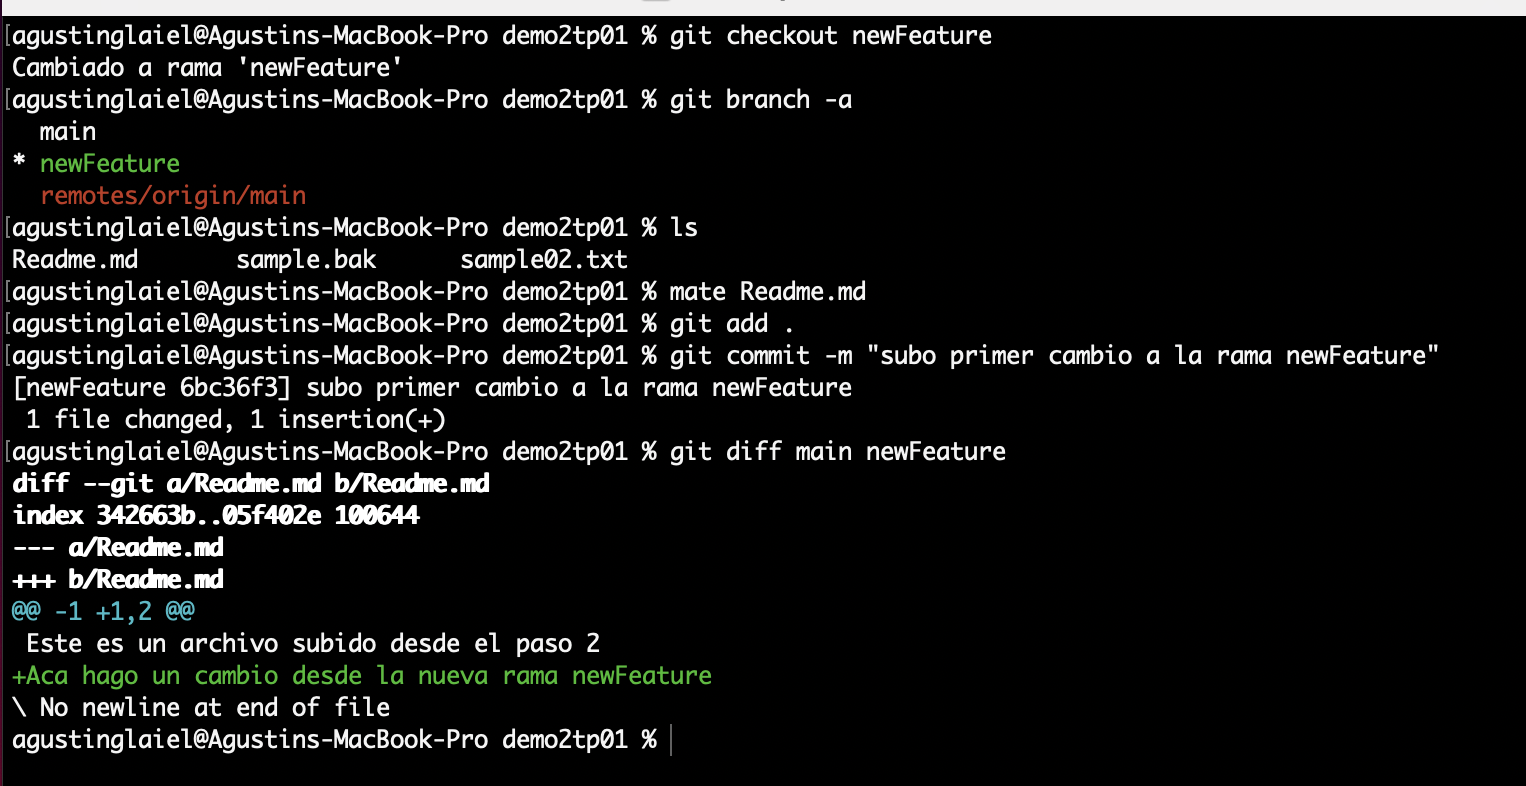 [agustinglaiel@Agustins-MacBook-Pro demo2tp01 % git checkout newFeature
Cambiado a rama 'newFeature'
[agustinglaiel@Agustins-MacBook-Pro demo2tp01 % git branch -a
  main
* newFeature
  remotes/origin/main
[agustinglaiel@Agustins-MacBook-Pro demo2tp01 % ls
Readme.md       sample.bak      sample02.txt
[agustinglaiel@Agustins-MacBook-Pro demo2tp01 % mate Readme.md
[agustinglaiel@Agustins-MacBook-Pro demo2tp01 % git add .
[agustinglaiel@Agustins-MacBook-Pro demo2tp01 % git commit -m "subo primer cambio a la rama newFeature"
[newFeature 6bc36f3] subo primer cambio a la rama newFeature
 1 file changed, 1 insertion(+)
[agustinglaiel@Agustins-MacBook-Pro demo2tp01 % git diff main newFeature
diff --git a/Readme.md b/Readme.md
index 342663b..05f402e 100644
--- a/Readme.md
+++ b/Readme.md
@@ -1 +1,2 @@
 Este es un archivo subido desde el paso 2
+Aca hago un cambio desde la nueva rama newFeature
\ No newline at end of file
agustinglaiel@Agustins-MacBook-Pro demo2tp01 %